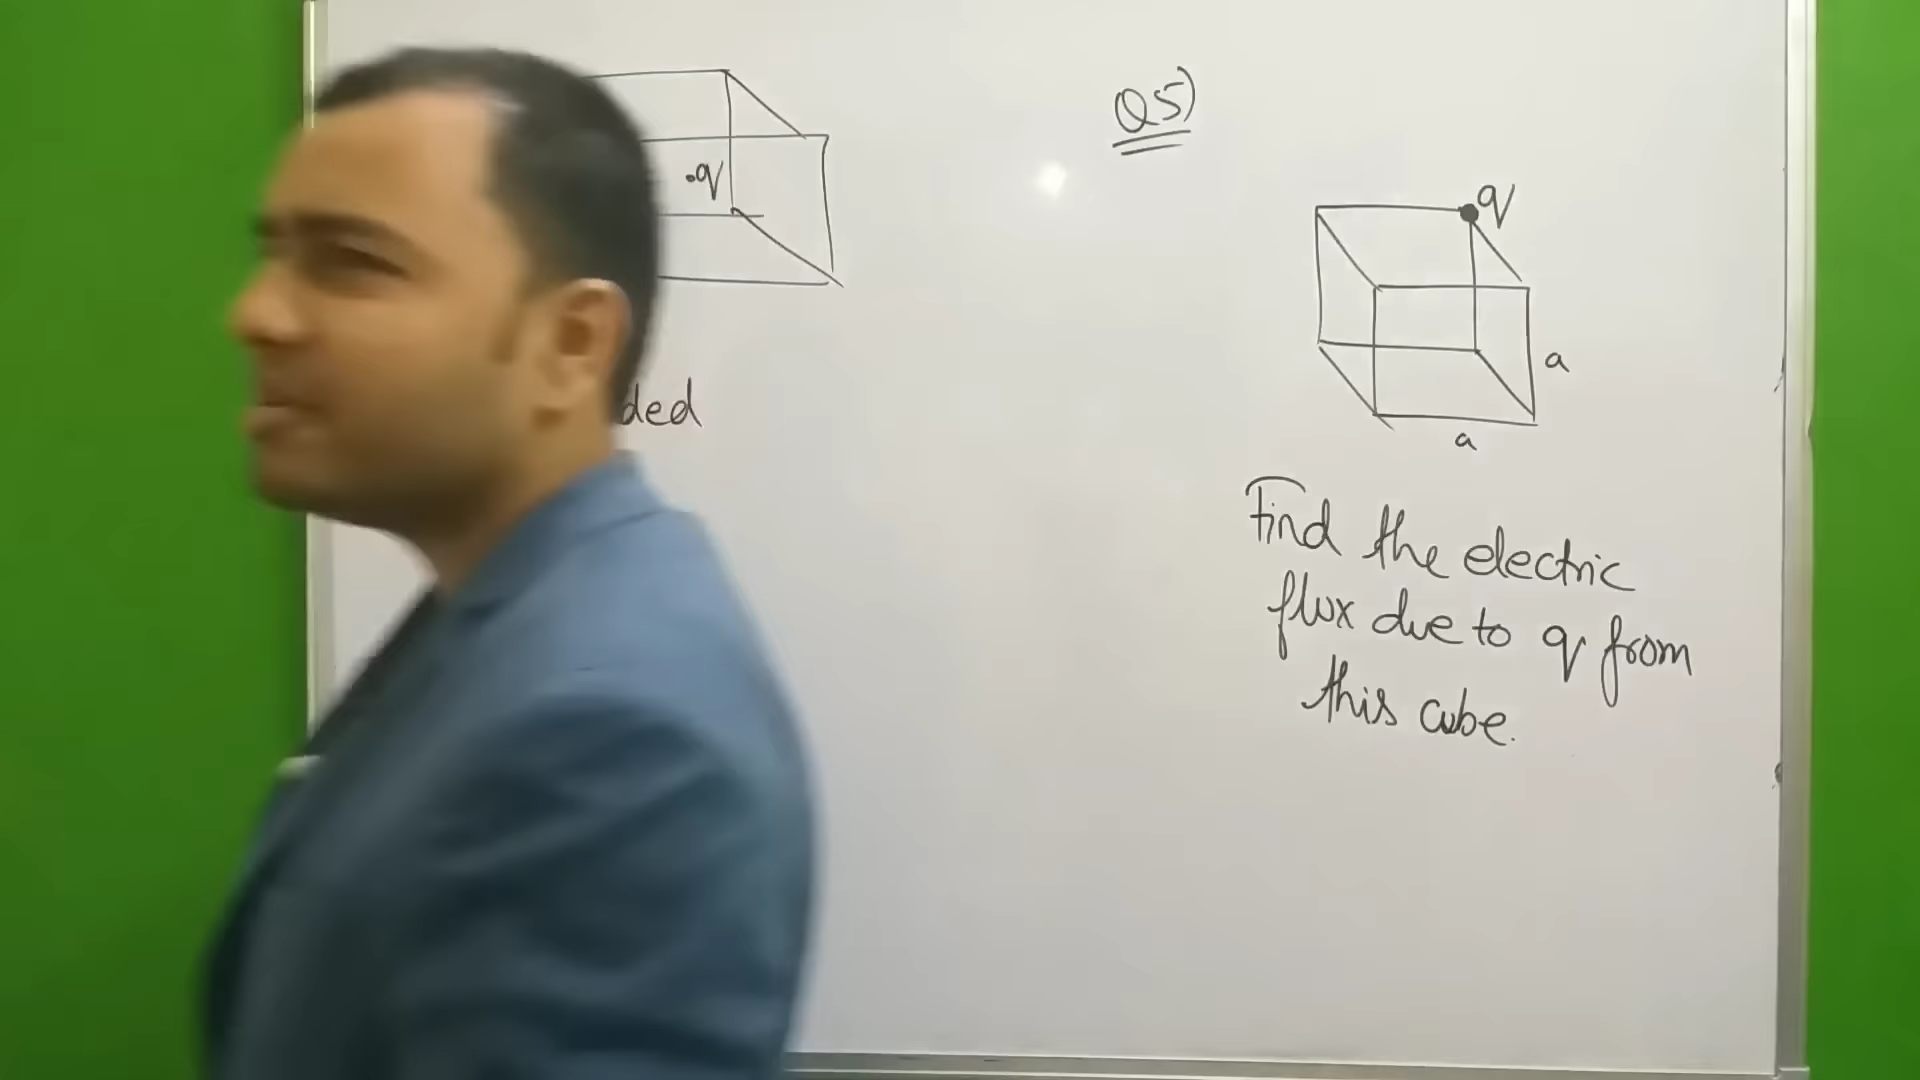 .q
ded
Q5)
q
a
a
Find the electric
flux due to q from
this cube.